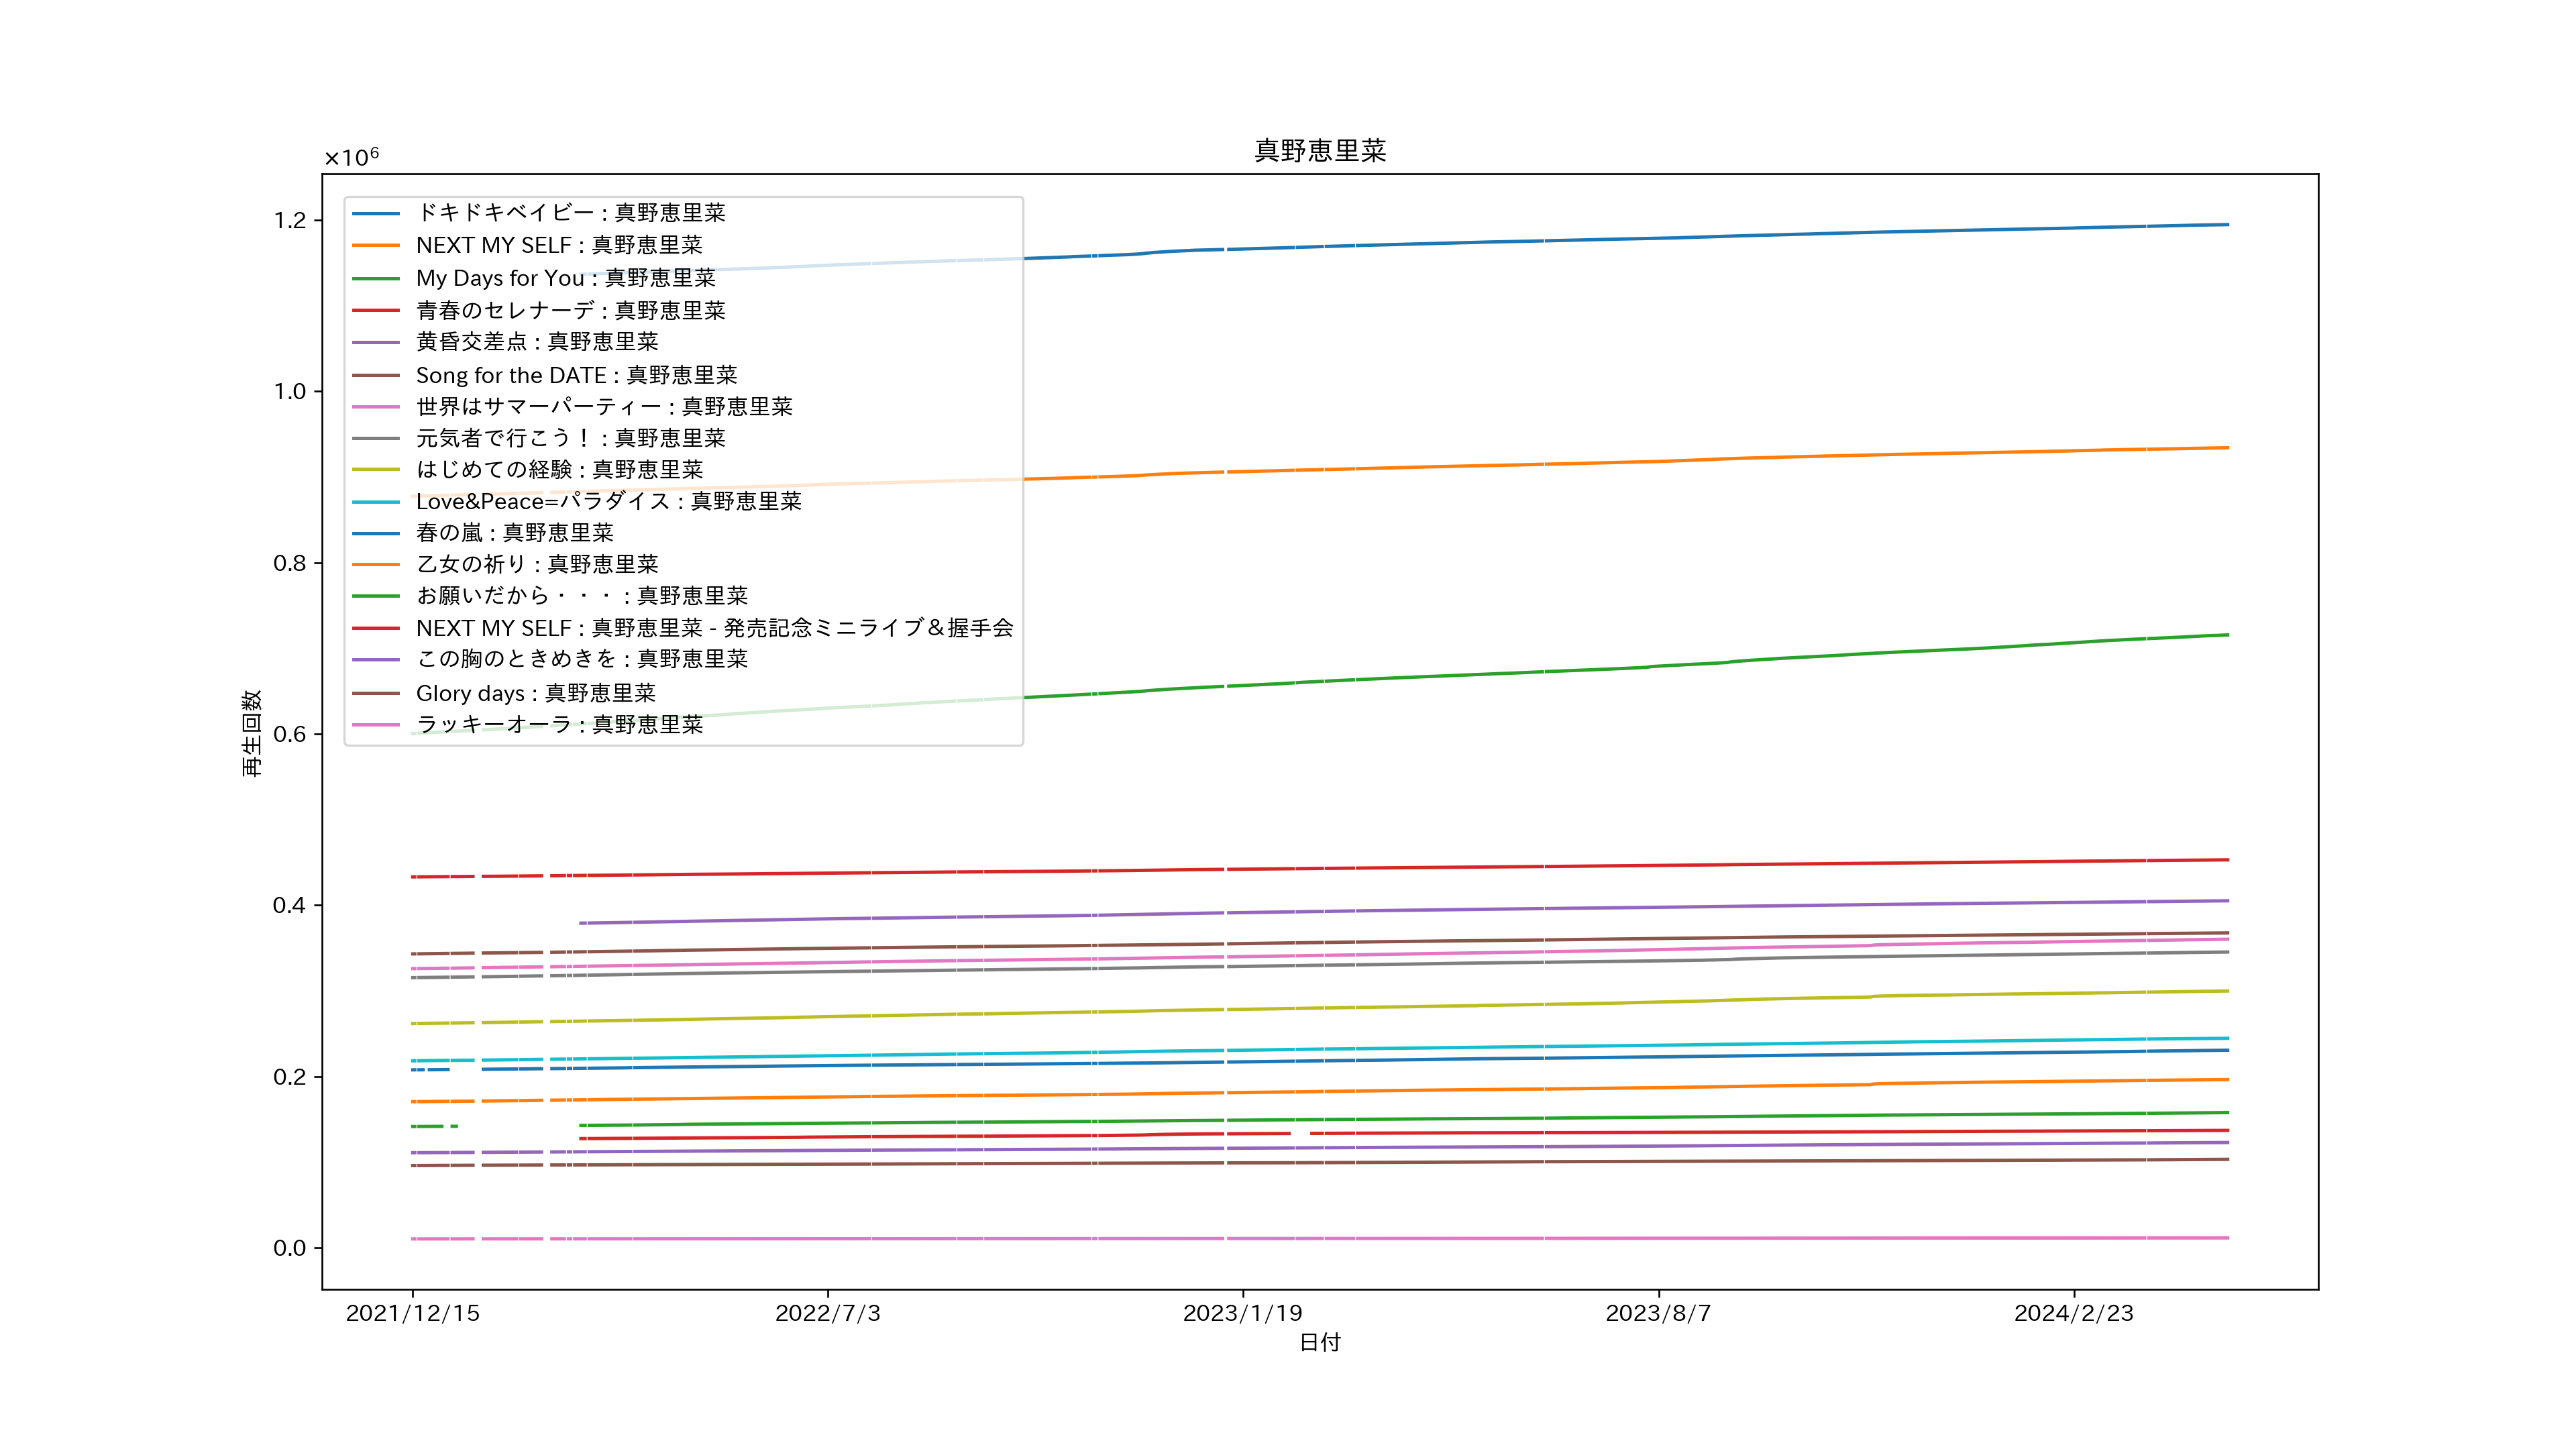 真野恵里菜
×10⁶
1.2
1.0
0.8
0.6
0.4
0.2
0.0
再生回数
ドキドキベイビー : 真野恵里菜
NEXT MY SELF : 真野恵里菜
My Days for You : 真野恵里菜
青春のセレナーデ : 真野恵里菜
黄昏交差点 : 真野恵里菜
Song for the DATE : 真野恵里菜
世界はサマーパーティー : 真野恵里菜
元気者で行こう！ : 真野恵里菜
はじめての経験 : 真野恵里菜
Love&Peace=パラダイス : 真野恵里菜
春の嵐 : 真野恵里菜
乙女の祈り : 真野恵里菜
お願いだから・・・ : 真野恵里菜
NEXT MY SELF : 真野恵里菜 - 発売記念ミニライブ＆握手会
この胸のときめきを : 真野恵里菜
Glory days : 真野恵里菜
ラッキーオーラ : 真野恵里菜
2021/12/15
2022/7/3
2023/1/19
2023/8/7
2024/2/23
日付